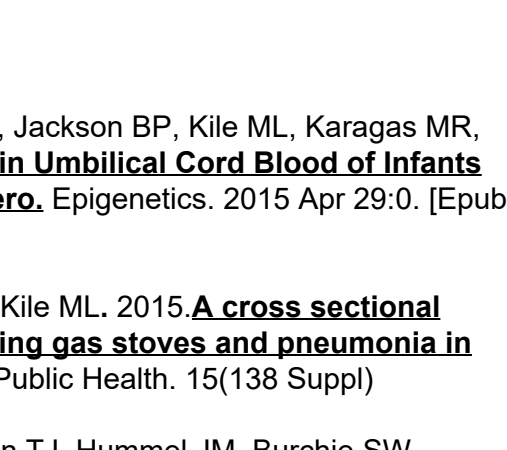 , Jackson BP, Kile ML, Karagas MR,
in Umbilical Cord Blood of Infants
ero. Epigenetics. 2015 Apr 29:0. [Epub
Kile ML. 2015.A cross sectional
ing gas stoves and pneumonia in
Public Health. 15(138 Suppl)
n TJ, Hummel JM, Burchie SW